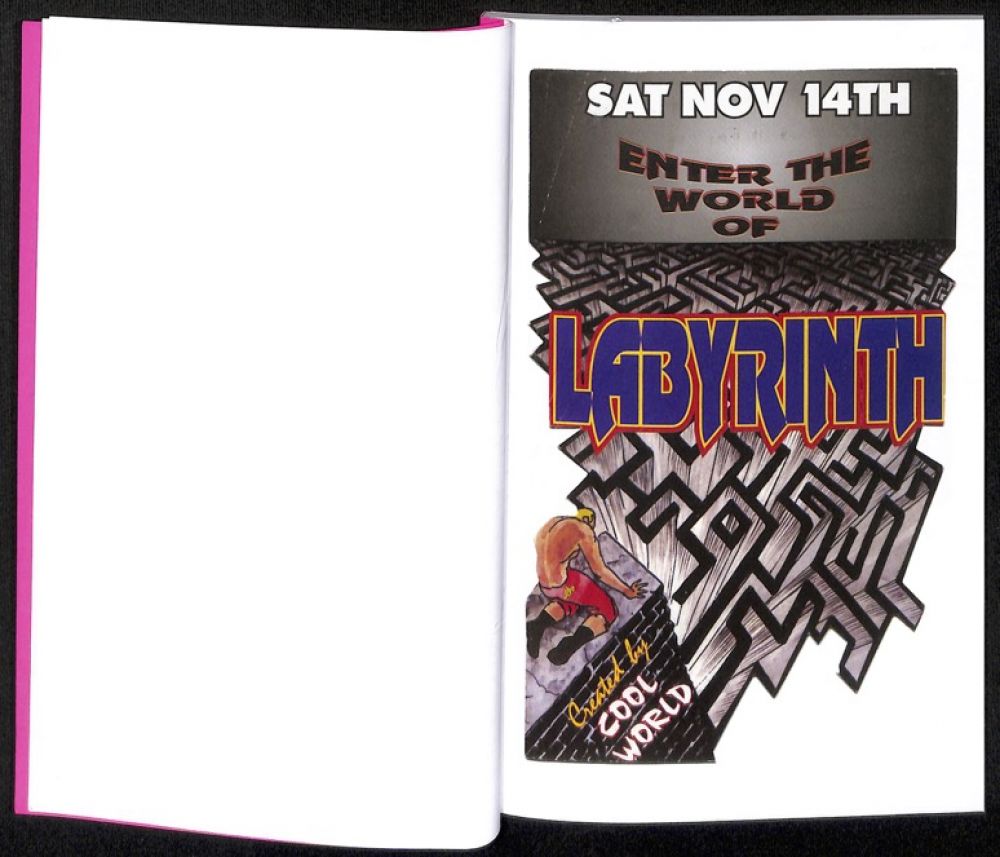 SAT NOV 14TH
ENTER THE
WORLD
OF
LABYRINTH
Created by
COOL
WORLD